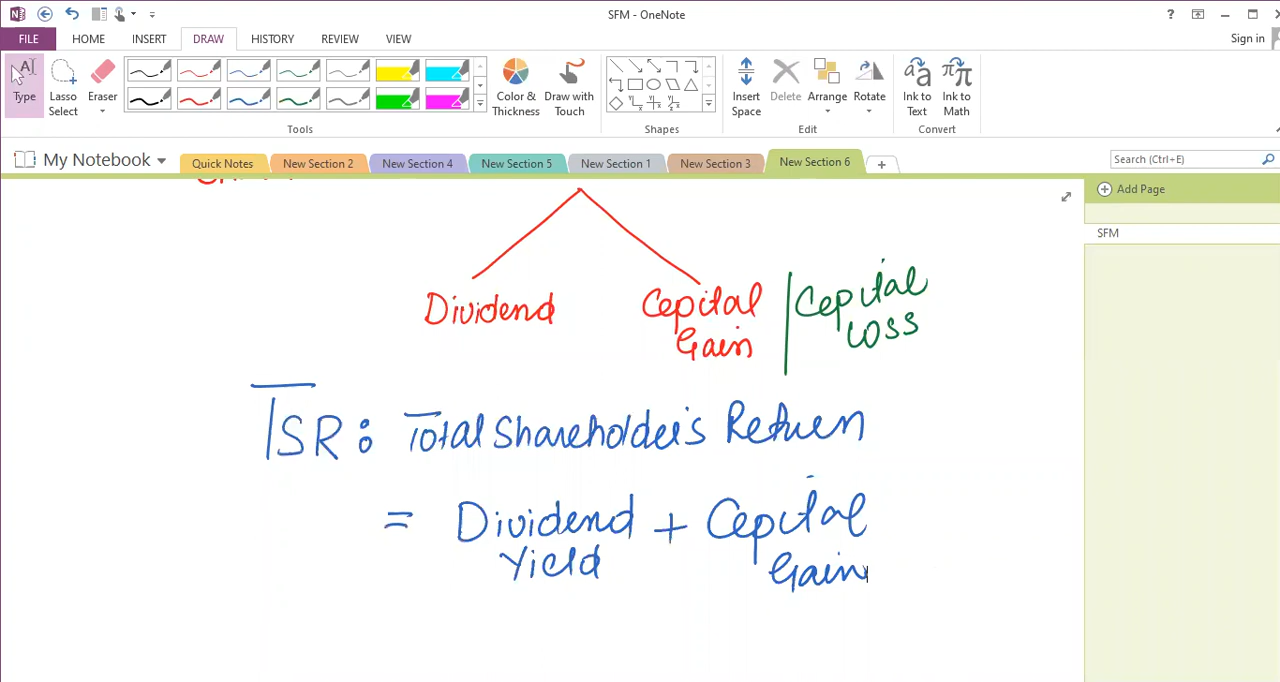 SFM - OneNote
?
Sign in
FILE
HOME
INSERT
DRAW
HISTORY
REVIEW
VIEW
Type
Lasso Select
Eraser
Color & Thickness
Draw with Touch
Insert Space
Delete
Arrange
Rotate
Ink to Text
Ink to Math
Tools
Shapes
Edit
Convert
My Notebook
Quick Notes
New Section 2
New Section 4
New Section 5
New Section 1
New Section 3
New Section 6
Search (Ctrl+E)
Add Page
SFM
Dividend
Cepital Gain
Cepital Loss
TSR: Total Shareholder's Return
= Dividend + Cepital
Yield Gain